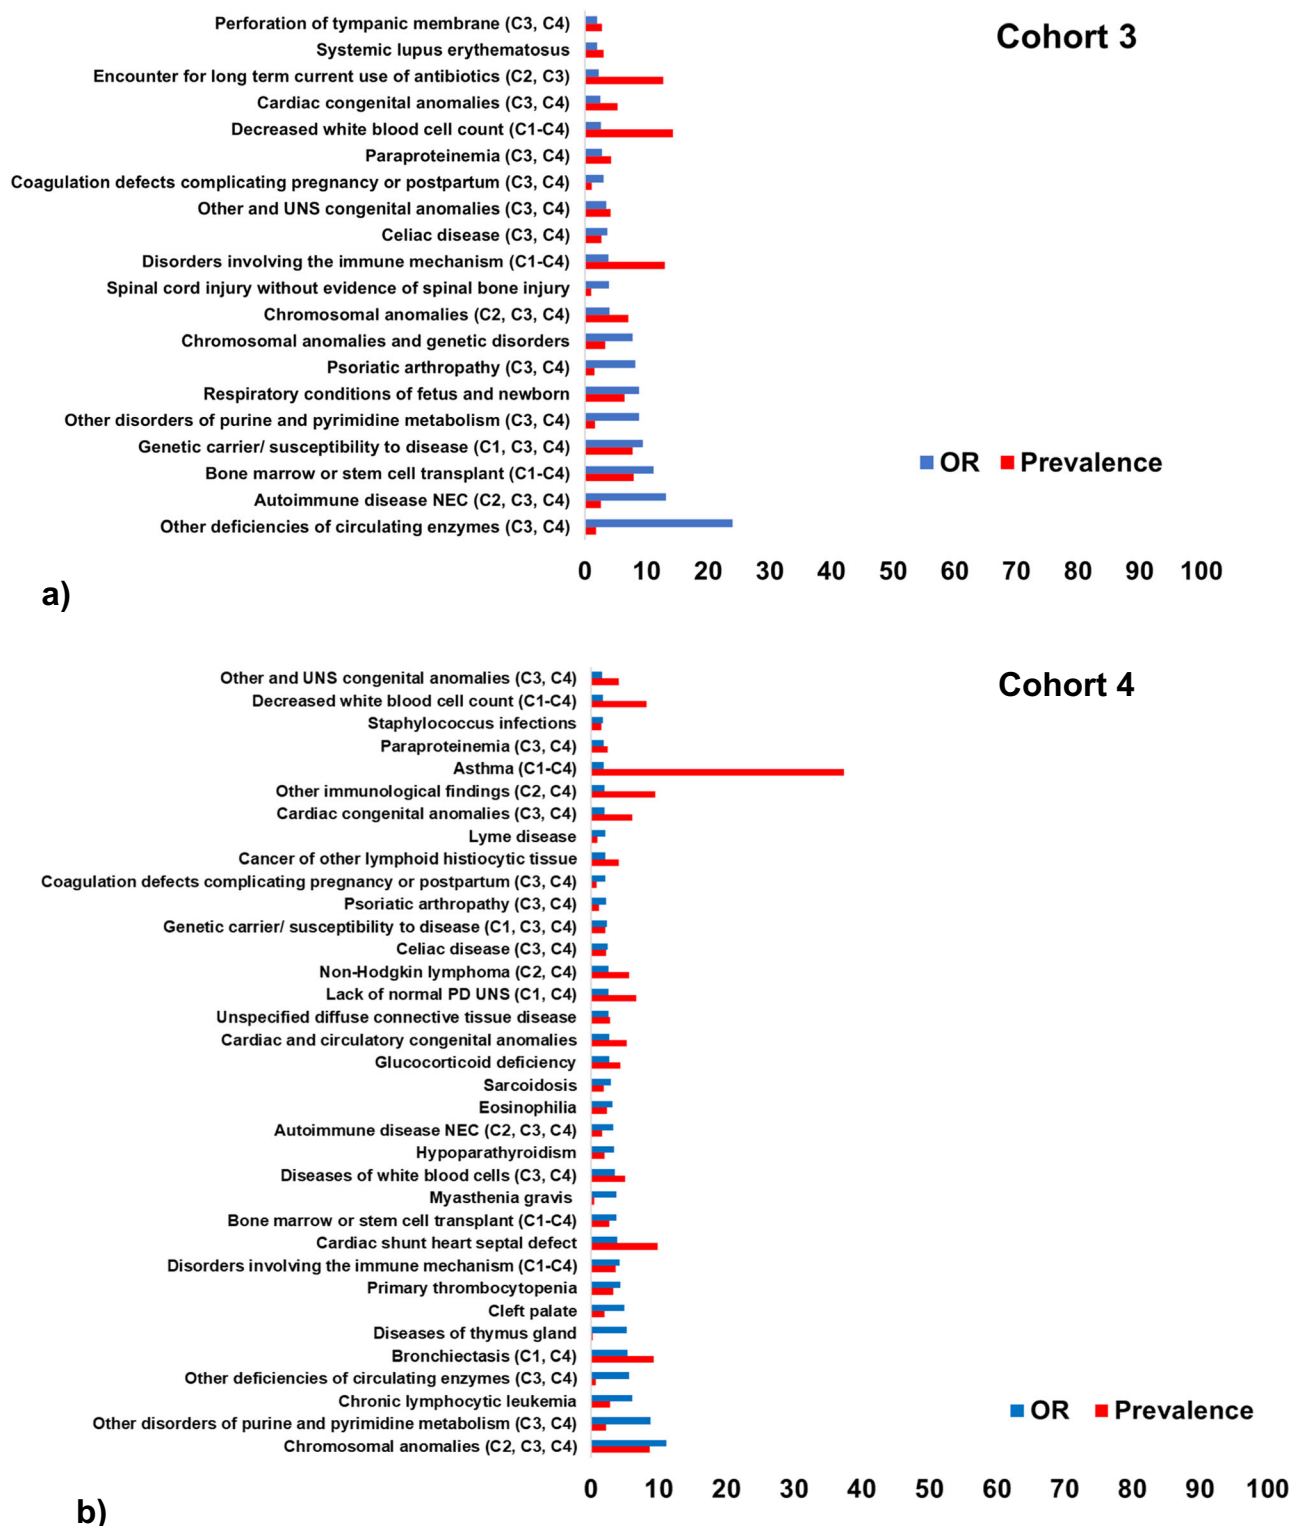 Cohort 3
Perforation of tympanic membrane (C3, C4)
Systemic lupus erythematosus
Encounter for long term current use of antibiotics (C2, C3)
Cardiac congenital anomalies (C3, C4)
Decreased white blood cell count (C1-C4)
Paraproteinemia (C3, C4)
Coagulation defects complicating pregnancy or postpartum (C3, C4)
Other and UNS congenital anomalies (C3, C4)
Celiac disease (C3, C4)
Disorders involving the immune mechanism (C1-C4)
Spinal cord injury without evidence of spinal bone injury
Chromosomal anomalies (C2, C3, C4)
Chromosomal anomalies and genetic disorders
Psoriatic arthropathy (C3, C4)
Respiratory conditions of fetus and newborn
Other disorders of purine and pyrimidine metabolism (C3, C4)
Genetic carrier/ susceptibility to disease (C1, C3, C4)
Bone marrow or stem cell transplant (C1-C4)
Autoimmune disease NEC (C2, C3, C4)
Other deficiencies of circulating enzymes (C3, C4)
OR Prevalence
0 10 20 30 40 50 60 70 80 90 100
a)
Cohort 4
Other and UNS congenital anomalies (C3, C4)
Decreased white blood cell count (C1-C4)
Staphylococcus infections
Paraproteinemia (C3, C4)
Asthma (C1-C4)
Other immunological findings (C2, C4)
Cardiac congenital anomalies (C3, C4)
Lyme disease
Cancer of other lymphoid histiocytic tissue
Coagulation defects complicating pregnancy or postpartum (C3, C4)
Psoriatic arthropathy (C3, C4)
Genetic carrier/ susceptibility to disease (C1, C3, C4)
Celiac disease (C3, C4)
Non-Hodgkin lymphoma (C2, C4)
Lack of normal PD UNS (C1, C4)
Unspecified diffuse connective tissue disease
Cardiac and circulatory congenital anomalies
Glucocorticoid deficiency
Sarcoidosis
Eosinophilia
Autoimmune disease NEC (C2, C3, C4)
Hypoparathyroidism
Diseases of white blood cells (C3, C4)
Myasthenia gravis
Bone marrow or stem cell transplant (C1-C4)
Cardiac shunt heart septal defect
Disorders involving the immune mechanism (C1-C4)
Primary thrombocytopenia
Cleft palate
Diseases of thymus gland
Bronchiectasis (C1, C4)
Other deficiencies of circulating enzymes (C3, C4)
Chronic lymphocytic leukemia
Other disorders of purine and pyrimidine metabolism (C3, C4)
Chromosomal anomalies (C2, C3, C4)
OR Prevalence
0 10 20 30 40 50 60 70 80 90 100
b)